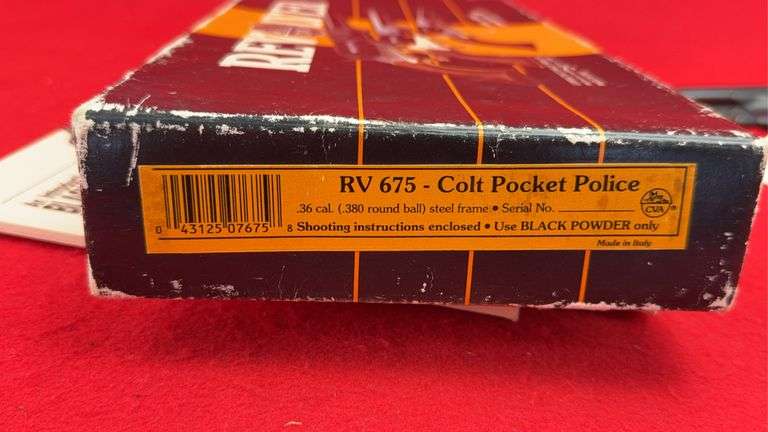 RV 675 - Colt Pocket Police
.36 cal. (.380 round ball) steel frame • Serial No. ___________
CVA®
0 43125 07675 8
Shooting instructions enclosed • Use BLACK POWDER only
Made in Italy